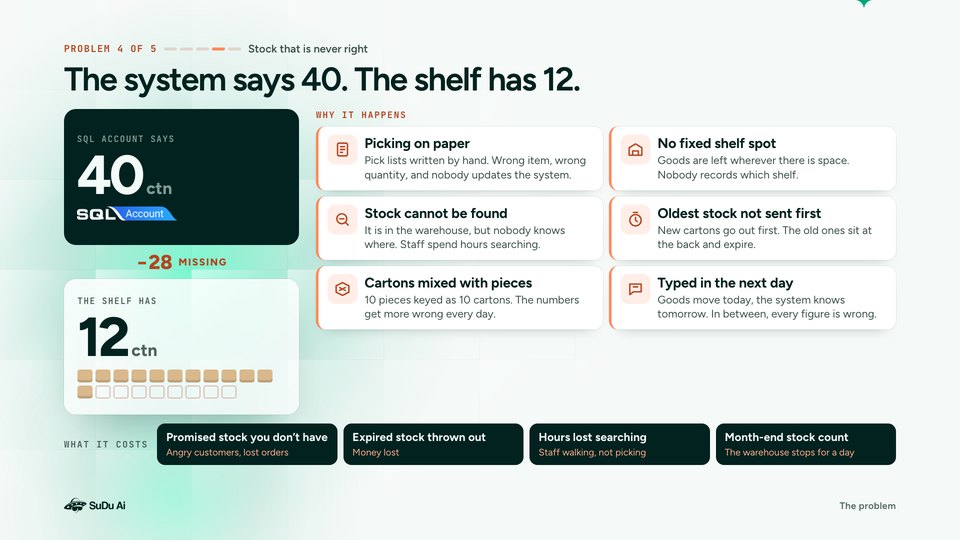 PROBLEM 4 OF 5
Stock that is never right
The system says 40. The shelf has 12.
SQL ACCOUNT SAYS
40 ctn
SQL Account
-28 MISSING
THE SHELF HAS
12 ctn
WHY IT HAPPENS
Picking on paper
Pick lists written by hand. Wrong item, wrong
quantity, and nobody updates the system.
No fixed shelf spot
Goods are left wherever there is space.
Nobody records which shelf.
Stock cannot be found
It is in the warehouse, but nobody knows
where. Staff spend hours searching.
Oldest stock not sent first
New cartons go out first. The old ones sit at
the back and expire.
Cartons mixed with pieces
10 pieces keyed as 10 cartons. The numbers
get more wrong every day.
Typed in the next day
Goods move today, the system knows
tomorrow. In between, every figure is wrong.
WHAT IT COSTS
Promised stock you don’t have
Angry customers, lost orders
Expired stock thrown out
Money lost
Hours lost searching
Staff walking, not picking
Month-end stock count
The warehouse stops for a day
SuDu Ai
The problem